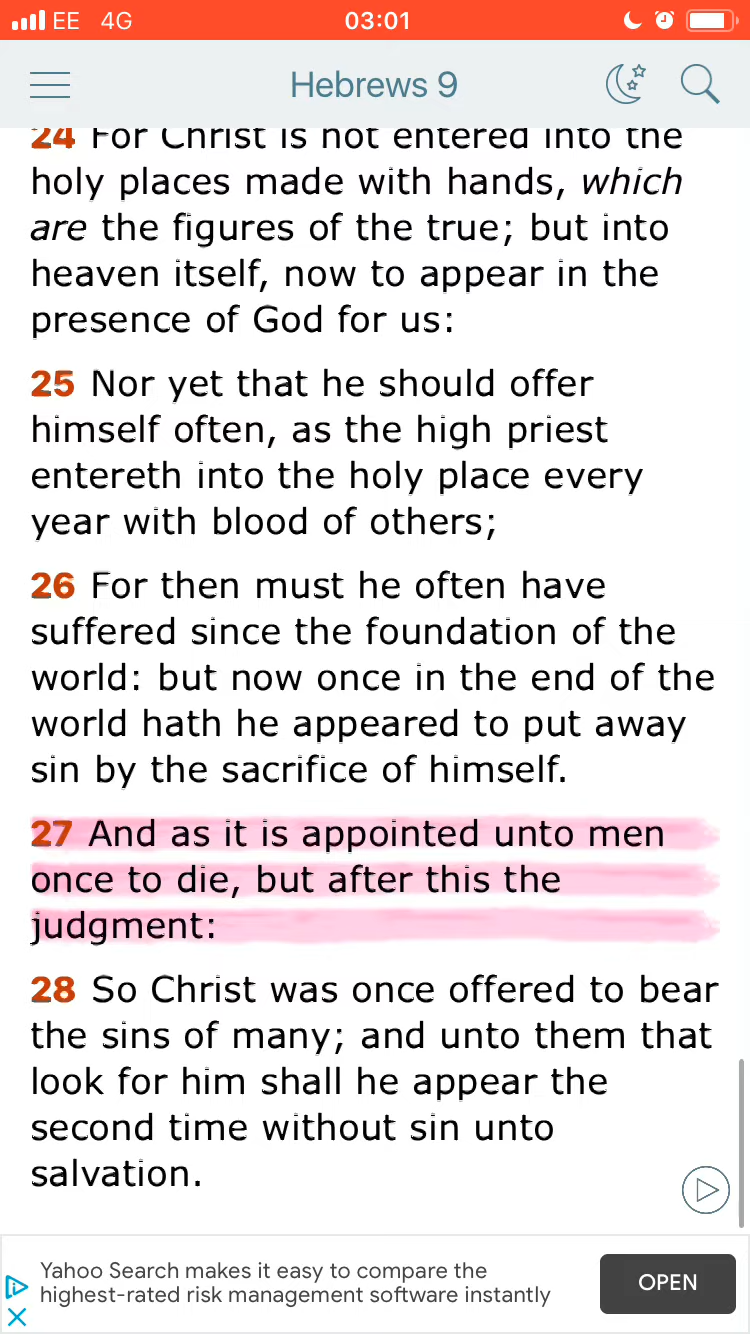 EE 4G 03:01
Hebrews 9
24 For Christ is not entered into the
holy places made with hands, which
are the figures of the true; but into
heaven itself, now to appear in the
presence of God for us:
25 Nor yet that he should offer
himself often, as the high priest
entereth into the holy place every
year with blood of others;
26 For then must he often have
suffered since the foundation of the
world: but now once in the end of the
world hath he appeared to put away
sin by the sacrifice of himself.
27 And as it is appointed unto men
once to die, but after this the
judgment:
28 So Christ was once offered to bear
the sins of many; and unto them that
look for him shall he appear the
second time without sin unto
salvation.
Yahoo Search makes it easy to compare the
highest-rated risk management software instantly
OPEN